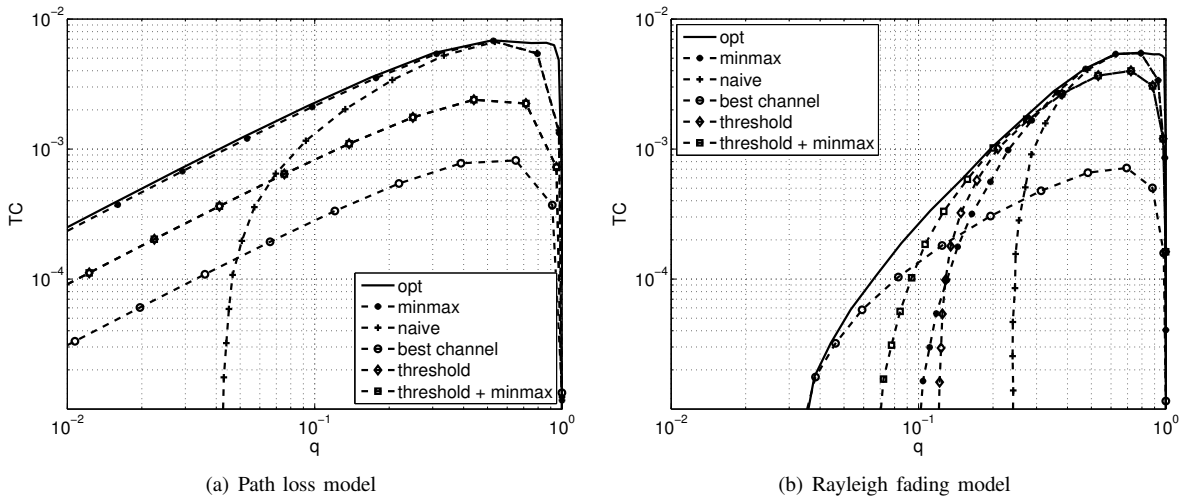 10^-2
10^-3
10^-4
TC
10^-2
10^-1
10^0
q
opt
minmax
naive
best channel
threshold
threshold + minmax
(a) Path loss model
10^-2
10^-3
10^-4
TC
10^-2
10^-1
10^0
q
opt
minmax
naive
best channel
threshold
threshold + minmax
(b) Rayleigh fading model